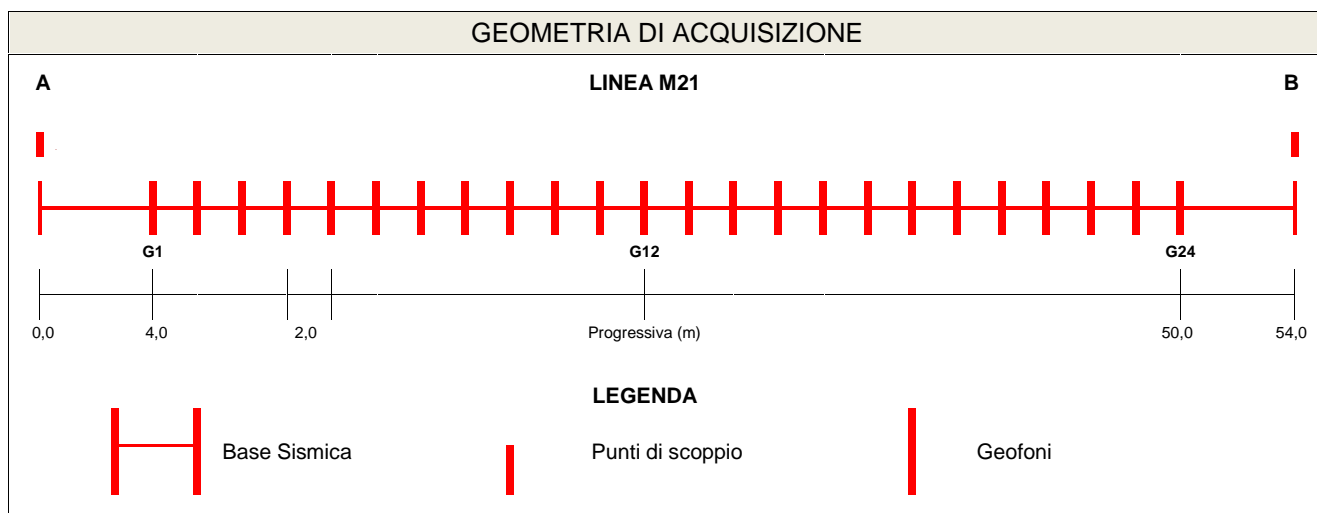 GEOMETRIA DI ACQUISIZIONE
A LINEA M21 B
G1 G12 G24
0,0 4,0 2,0 Progressiva (m) 50,0 54,0
LEGENDA
Base Sismica Punti di scoppio Geofoni